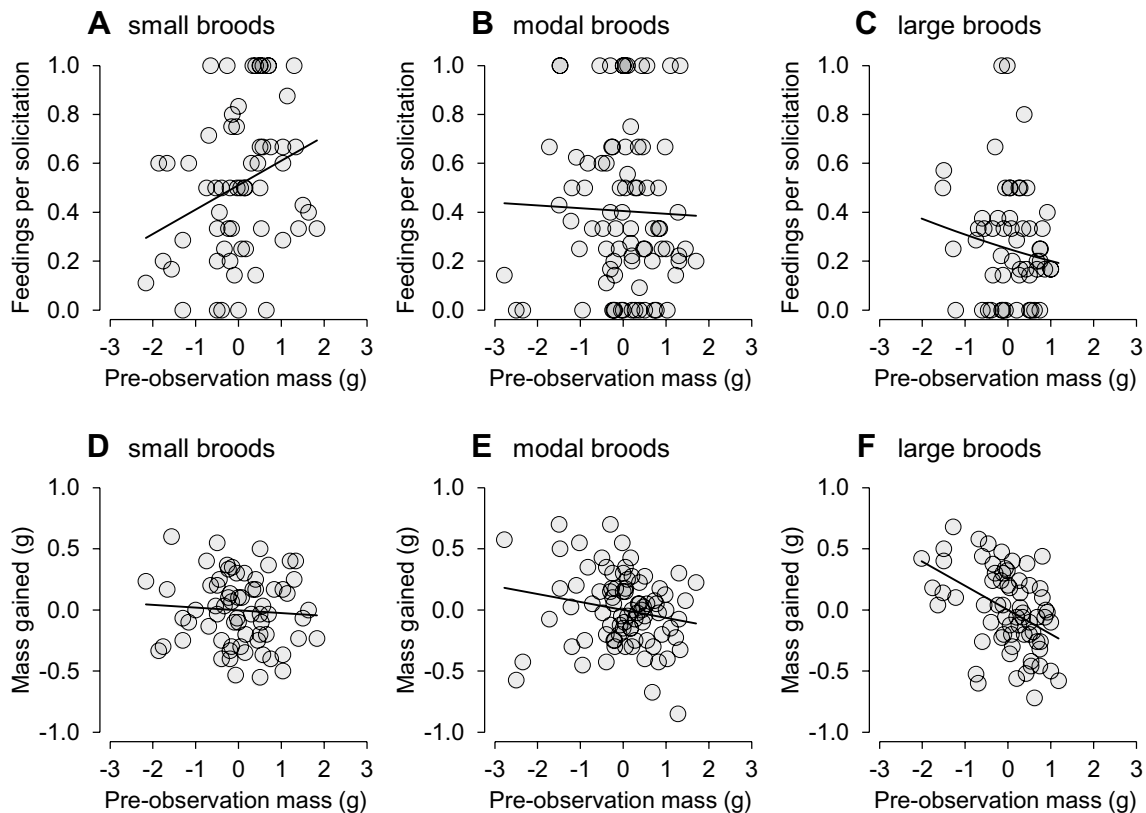 A small broods
B modal broods
C large broods
Feedings per solicitation
1.0
0.8
0.6
0.4
0.2
0.0
-3 -2 -1 0 1 2 3
Pre-observation mass (g)
Feedings per solicitation
1.0
0.8
0.6
0.4
0.2
0.0
-3 -2 -1 0 1 2 3
Pre-observation mass (g)
Feedings per solicitation
1.0
0.8
0.6
0.4
0.2
0.0
-3 -2 -1 0 1 2 3
Pre-observation mass (g)
D small broods
E modal broods
F large broods
Mass gained (g)
1.0
0.5
0.0
-0.5
-1.0
-3 -2 -1 0 1 2 3
Pre-observation mass (g)
Mass gained (g)
1.0
0.5
0.0
-0.5
-1.0
-3 -2 -1 0 1 2 3
Pre-observation mass (g)
Mass gained (g)
1.0
0.5
0.0
-0.5
-1.0
-3 -2 -1 0 1 2 3
Pre-observation mass (g)